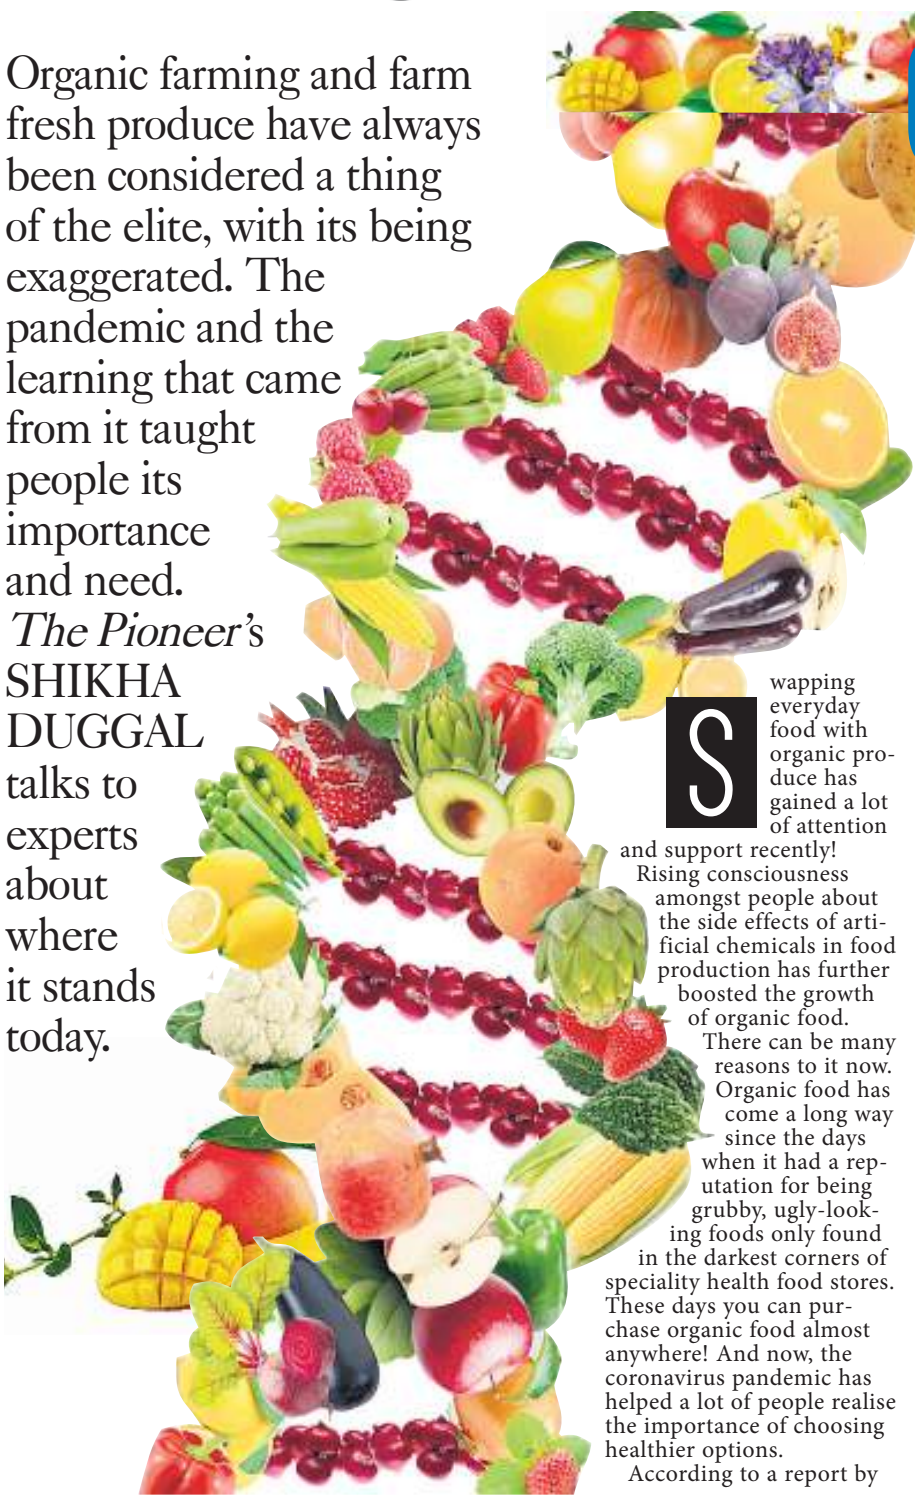 Organic farming and farm
fresh produce have always
been considered a thing
of the elite, with its being
exaggerated. The
pandemic and the
learning that came
from it taught
people its
importance
and need.
The Pioneer's
SHIKHA
DUGGAL
talks to
experts
about
where
it stands
today.
S
wapping
everyday
food with
organic pro-
duce has
gained a lot
of attention
and support recently!
Rising consciousness
amongst people about
the side effects of arti-
ficial chemicals in food
production has further
boosted the growth
of organic food.
There can be many
reasons to it now.
Organic food has
come a long way
since the days
when it had a rep-
utation for being
grubby, ugly-look-
ing foods only found
in the darkest corners of
speciality health food stores.
These days you can pur-
chase organic food almost
anywhere! And now, the
coronavirus pandemic has
helped a lot of people realise
the importance of choosing
healthier options.
According to a report by